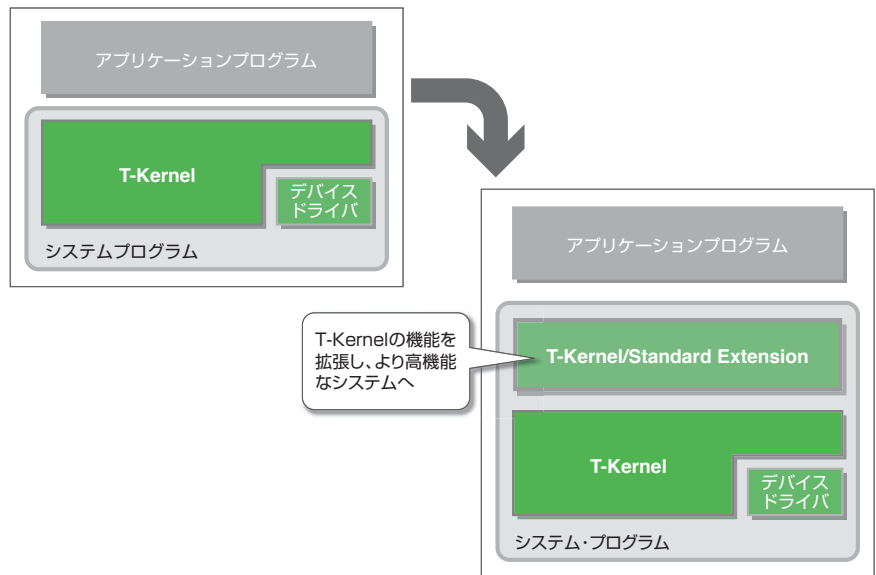 アプリケーションプログラム
T-Kernel
デバイス
ドライバ
システムプログラム
アプリケーションプログラム
T-Kernelの機能を
拡張し、より高機能
なシステムへ
T-Kernel/Standard Extension
T-Kernel
デバイス
ドライバ
システム・プログラム